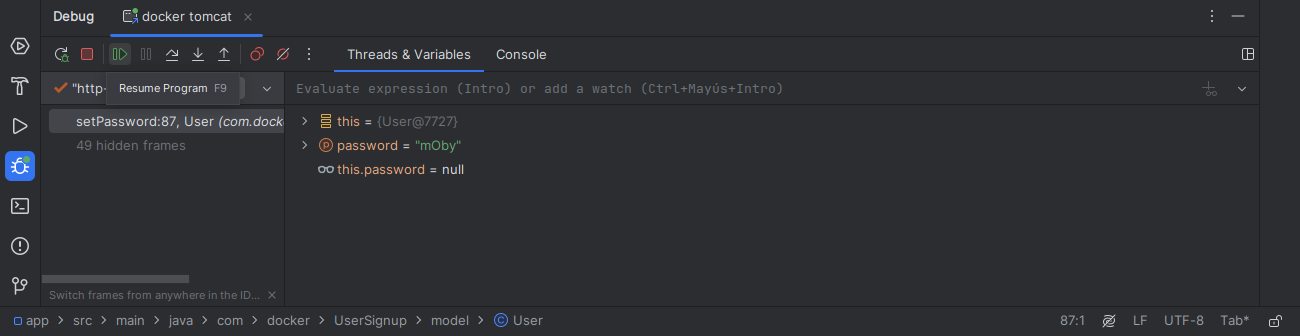 Debug docker tomcat
Threads & Variables Console
"http-
Resume Program F9
Evaluate expression (Intro) or add a watch (Ctrl+Mayús+Intro)
setPassword:87, User (com.docke
49 hidden frames
this = {User@7727}
password = "mOby"
this.password = null
Switch frames from anywhere in the ID...
app src main java com docker UserSignup model User 87:1 LF UTF-8 Tab*